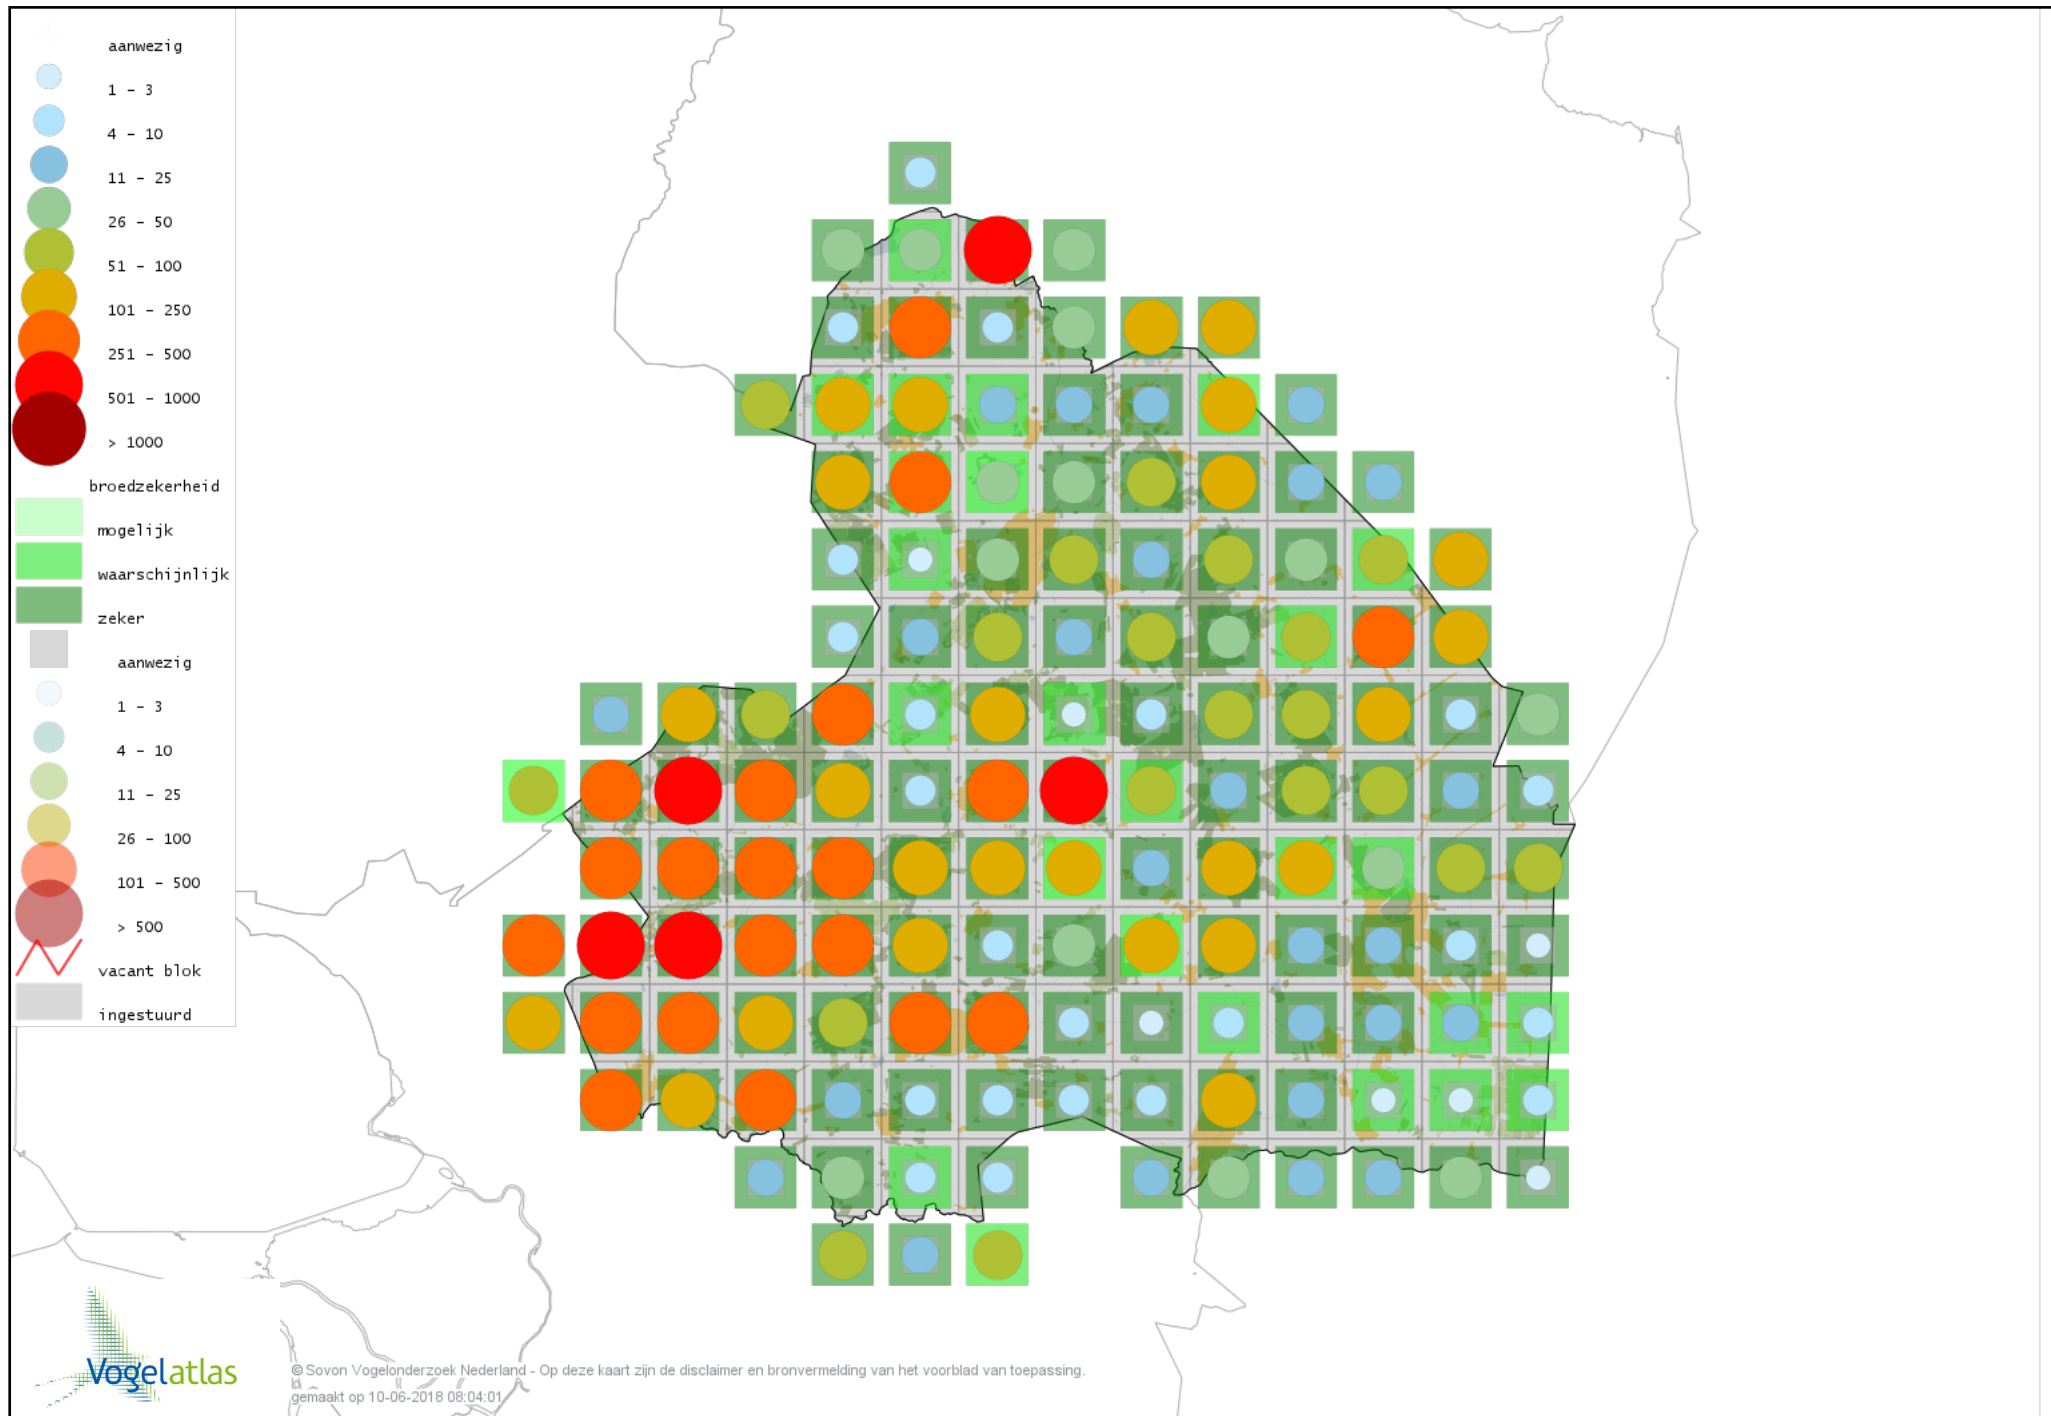 aanwezig
1 – 3
4 – 10
11 – 25
26 – 50
51 – 100
101 – 250
251 – 500
501 – 1000
> 1000
broedzekerheid
mogelijk
waarschijnlijk
zeker
aanwezig
1 – 3
4 – 10
11 – 25
26 – 100
101 – 500
> 500
vacant blok
ingestuurd
Vogelatlas
© Sovon Vogelonderzoek Nederland - Op deze kaart zijn de disclaimer en bronvermelding van het voorblad van toepassing.
gemaakt op 10-06-2018 08:04:01